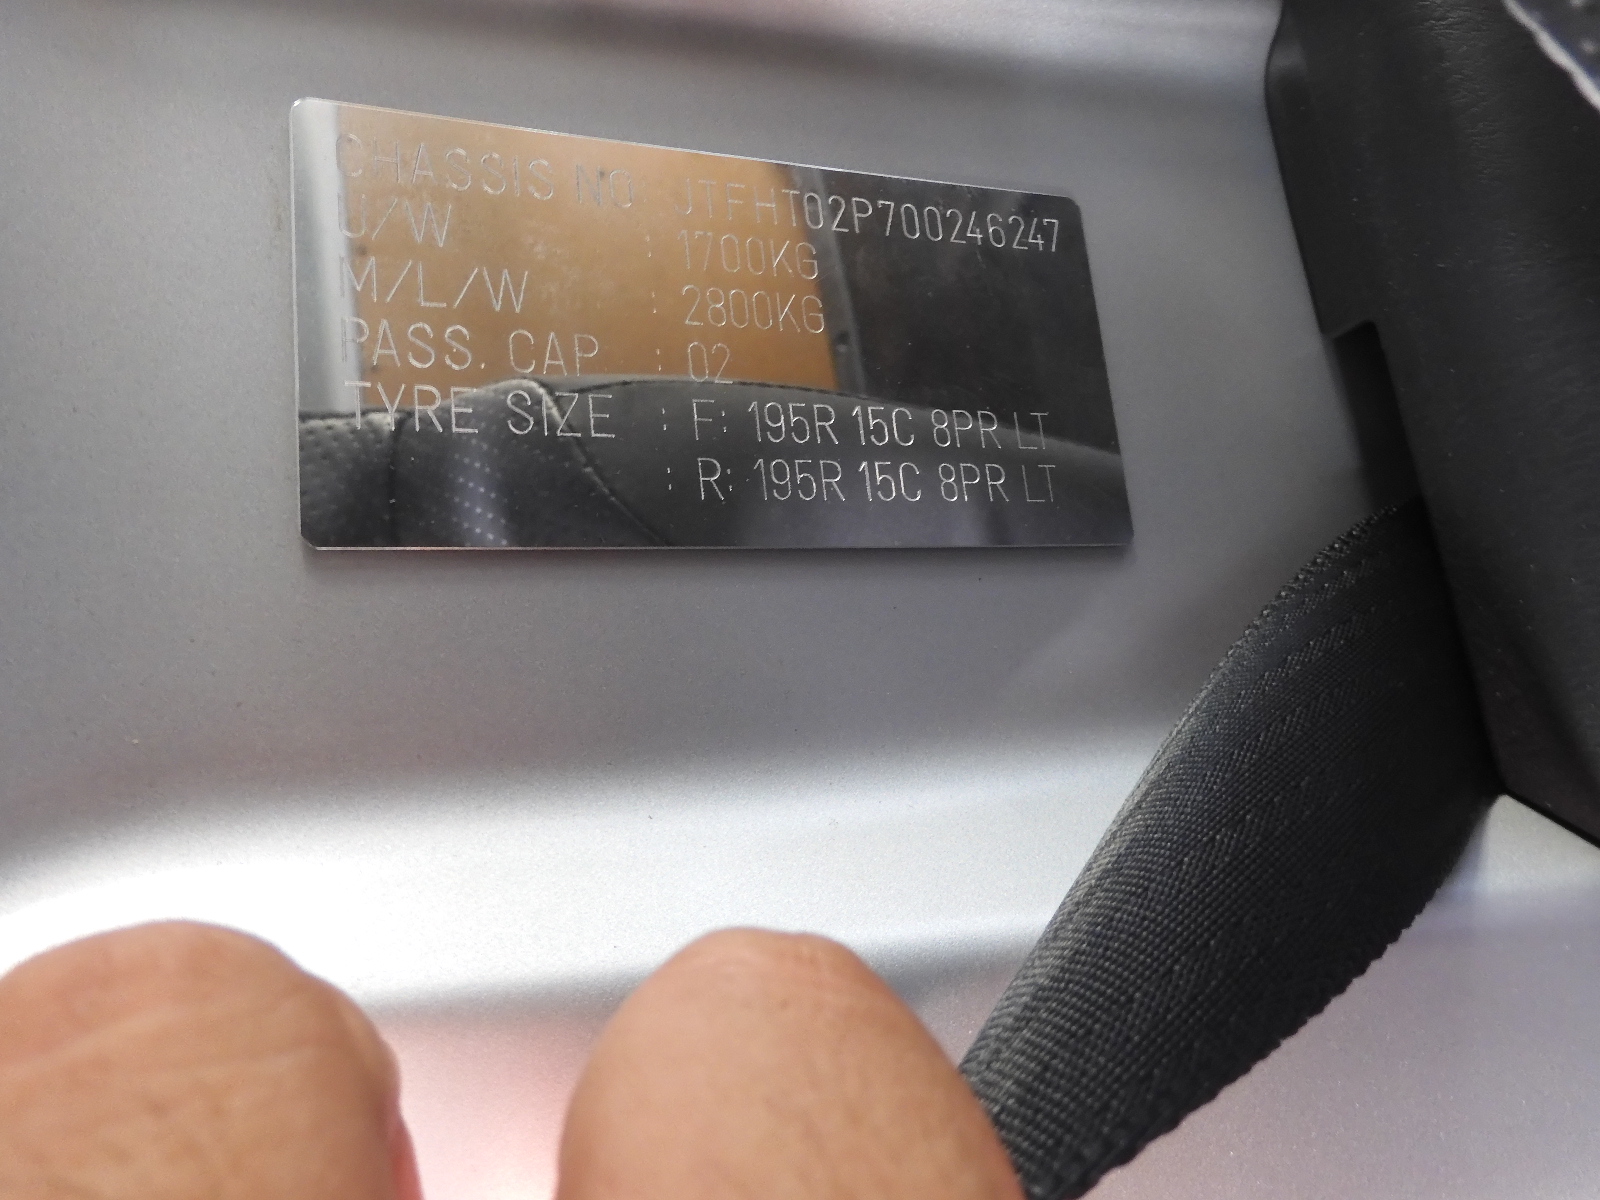 CHASSIS NO : JTFHT02P700246247
U/W : 1700KG
M/L/W : 2800KG
PASS. CAP : 02
TYRE SIZE : F: 195R 15C 8PR LT
: R: 195R 15C 8PR LT